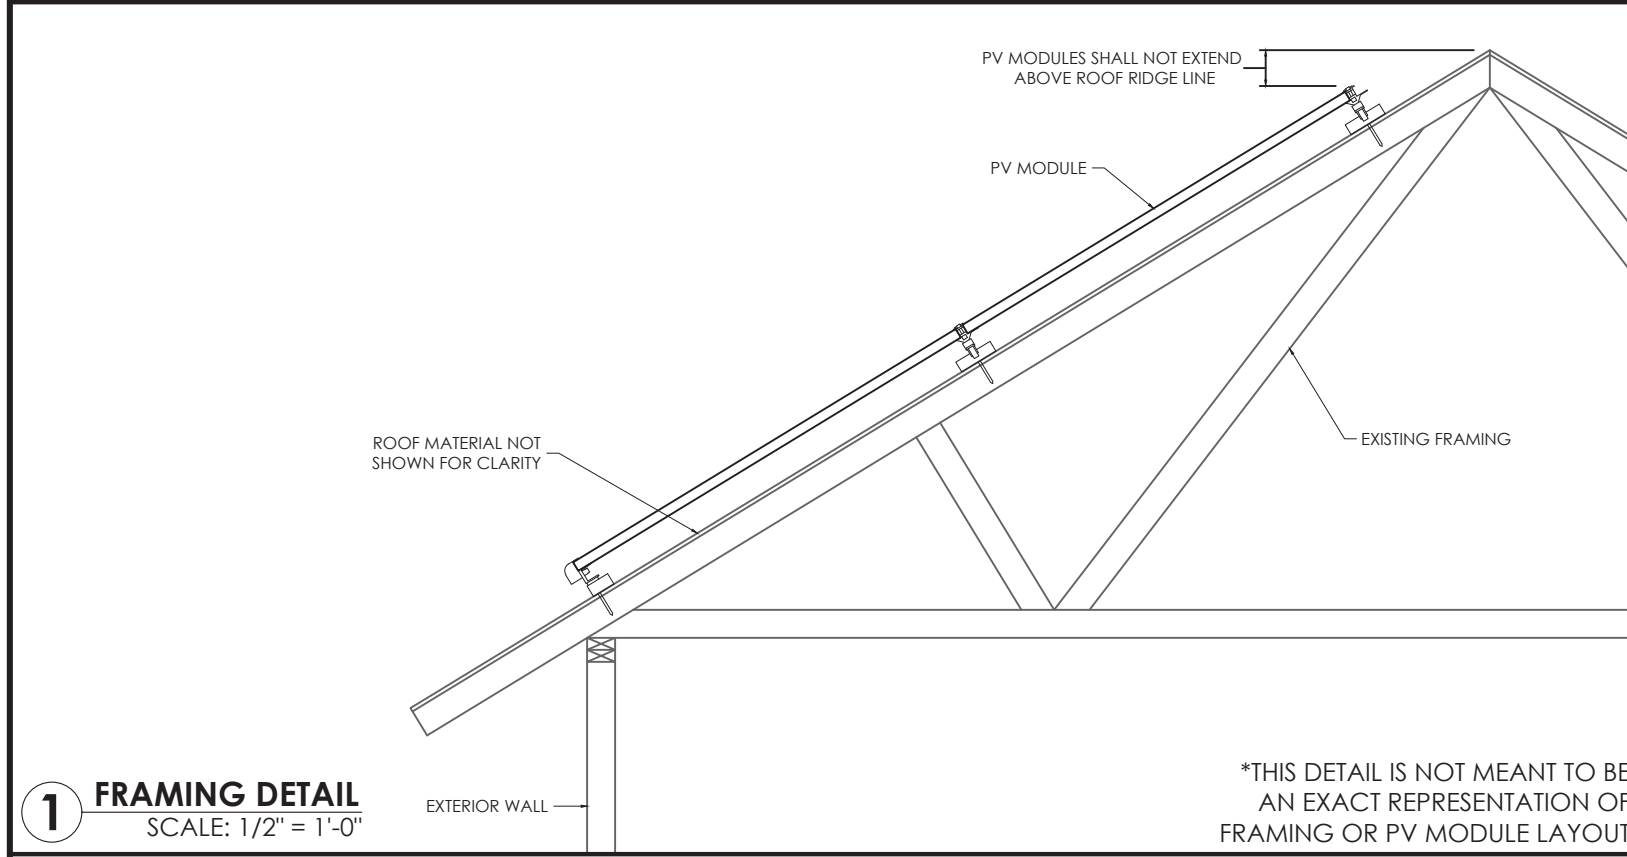 PV MODULES SHALL NOT EXTEND
ABOVE ROOF RIDGE LINE
PV MODULE
ROOF MATERIAL NOT
SHOWN FOR CLARITY
EXISTING FRAMING
EXTERIOR WALL
1
FRAMING DETAIL
SCALE: 1/2" = 1'-0"
*THIS DETAIL IS NOT MEANT TO BE
AN EXACT REPRESENTATION OF
FRAMING OR PV MODULE LAYOUT